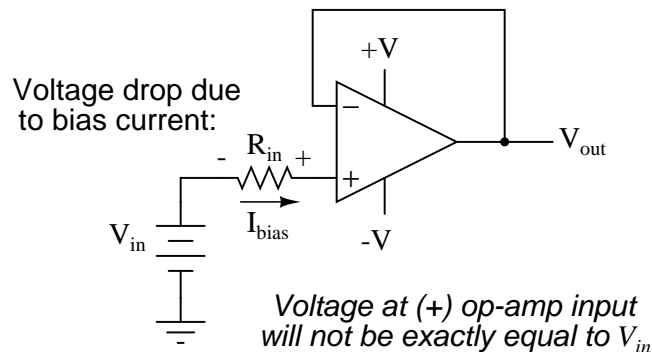 +V
Voltage drop due
to bias current:
−
- R_in +
V_out
+
I_bias
-V
V_in
Voltage at (+) op-amp input
will not be exactly equal to V_in